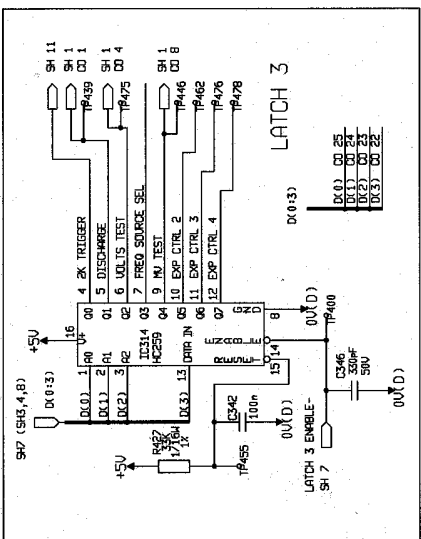 SH 11
SH 1
CO 1
TP439
SH 1
CO 4
TP475
SH 1
CO 8
TP446
TP462
TP476
TP478
LATCH 3
4 2K TRIGGER
5 DISCHARGE
6 VOLTS TEST
7 FREQ SOURCE SEL
9 MV TEST
10 EXP CTRL 2
11 EXP CTRL 3
12 EXP CTRL 4
D(0:3)
D(0) CO 25
D(1) CO 24
D(2) CO 23
D(3) CO 22
+5V
16
V+
Q0
Q1
Q2
Q3
Q4
Q5
Q6
Q7
A0
A1
A2
DATA IN
IC314
HC259
RESET
ENABLE
GND
8
0V(D)
1
2
3
13
D(0)
D(1)
D(2)
D(3)
SH7 (SH3,4,8)
D(0:3)
15
14
TP400
+5V
R427
33K
1/16W
1%
C342
100n
0V(D)
TP455
C346
330pF
50V
0V(D)
LATCH 3 ENABLE-
SH 7